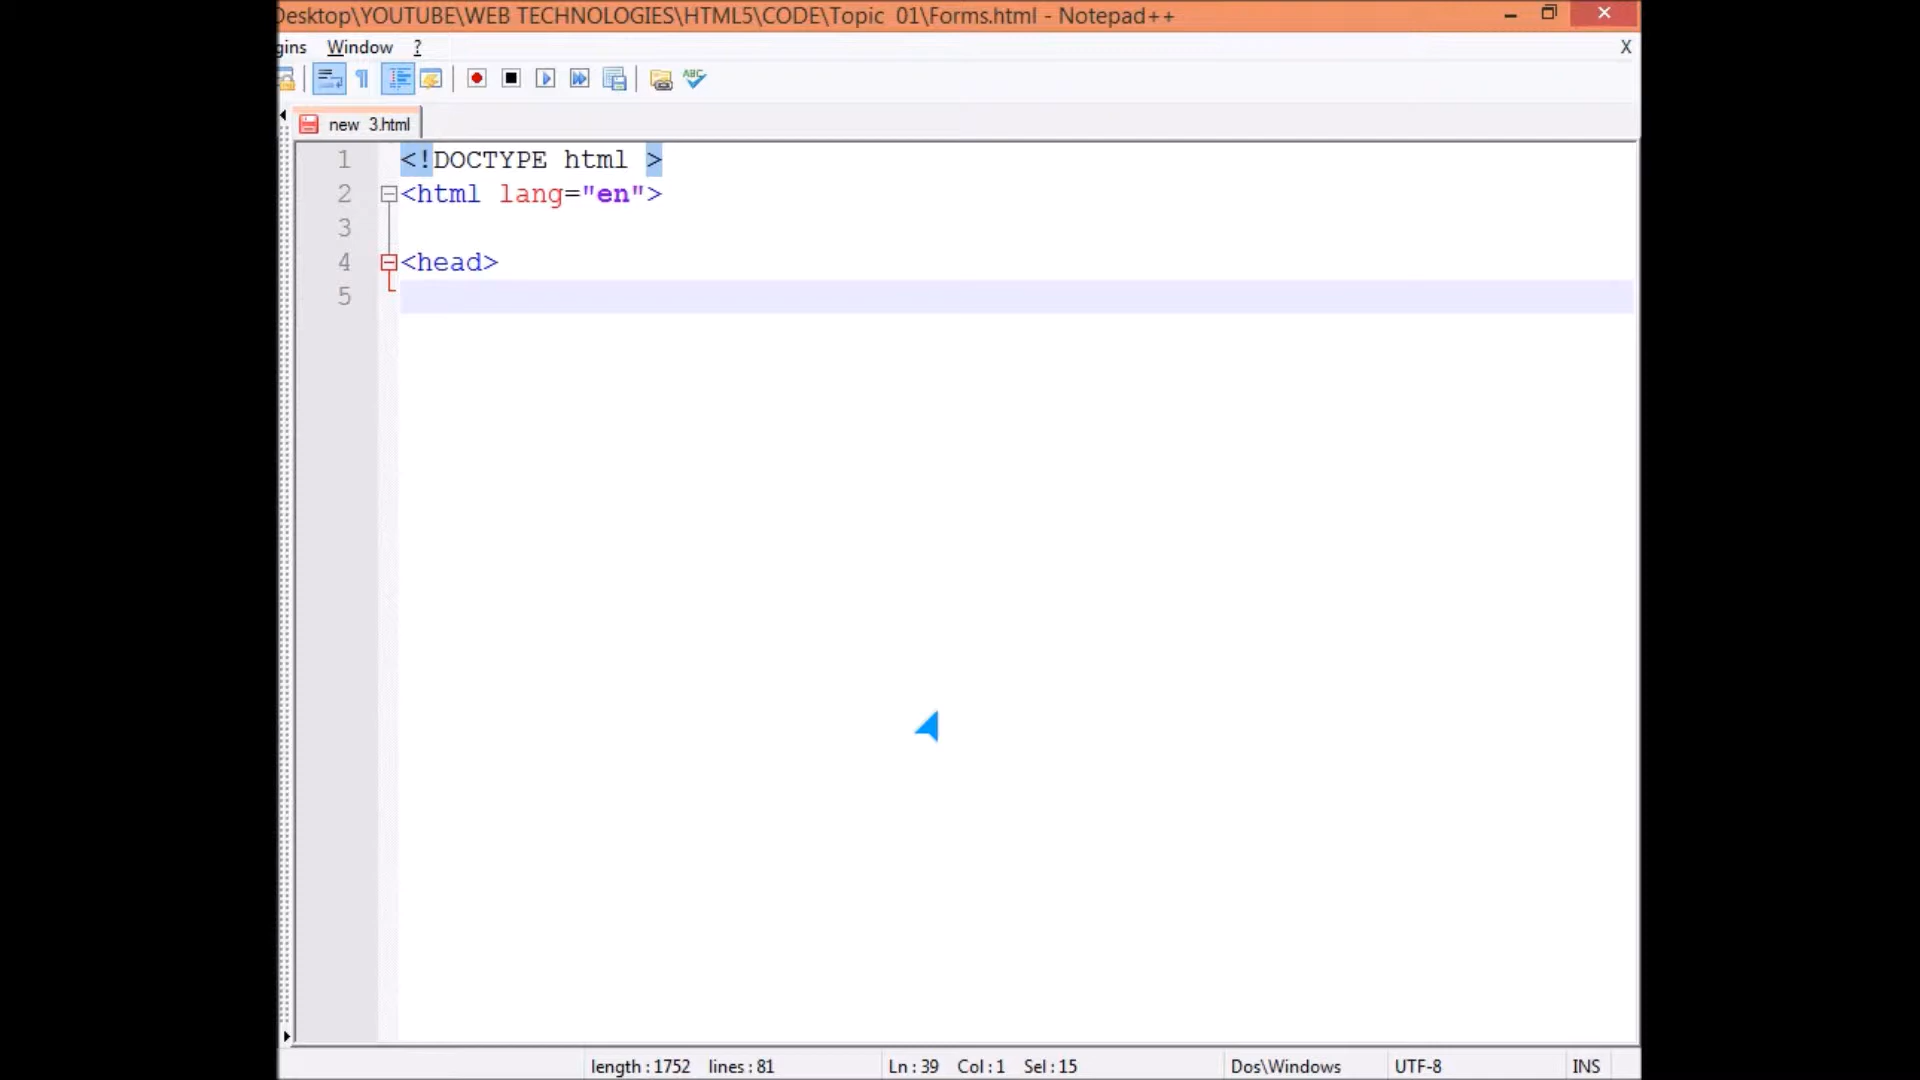 Desktop\YOUTUBE\WEB TECHNOLOGIES\HTML5\CODE\Topic 01\Forms.html - Notepad++
gins Window ? X
ABC
new 3.html
1 <!DOCTYPE html >
2 <html lang="en">
3
4 <head>
5
length : 1752 lines : 81 Ln : 39 Col : 1 Sel : 15 Dos\Windows UTF-8 INS